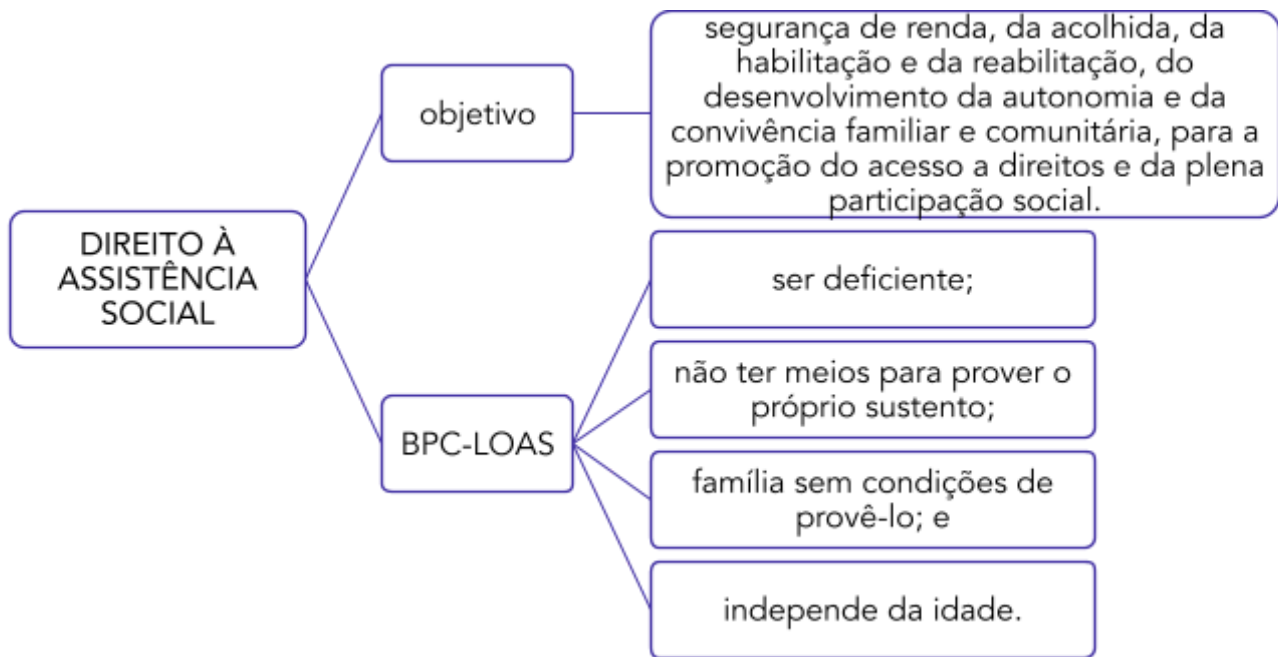 DIREITO À
ASSISTÊNCIA
SOCIAL
objetivo
segurança de renda, da acolhida, da
habilitação e da reabilitação, do
desenvolvimento da autonomia e da
convivência familiar e comunitária, para a
promoção do acesso a direitos e da plena
participação social.
BPC-LOAS
ser deficiente;
não ter meios para prover o
próprio sustento;
família sem condições de
provê-lo; e
independe da idade.